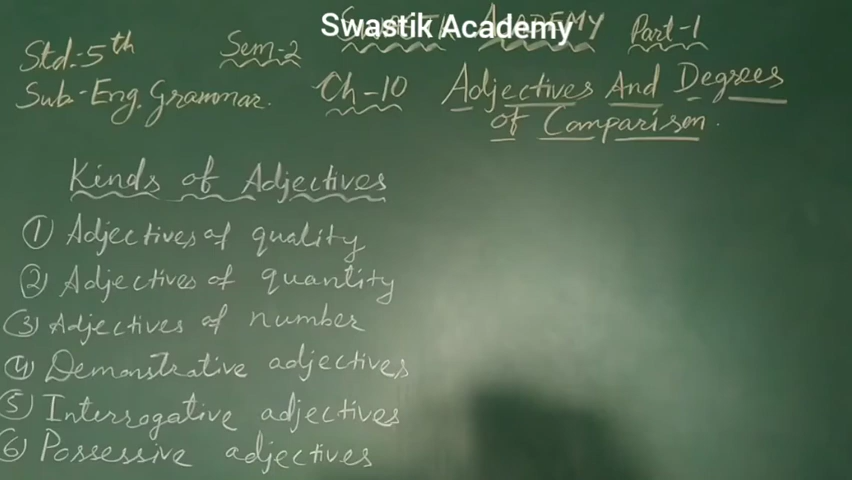 Swastik Academy
ACADEMY Part-1
Std:-5th Sem-2
Sub-Eng. Grammar. Ch-10 Adjectives And Degrees
of Comparison.
Kinds of Adjectives
① Adjectives of quality
② Adjectives of quantity
③ Adjectives of number
④ Demonstrative adjectives
⑤ Interrogative adjectives
⑥ Possessive adjectives